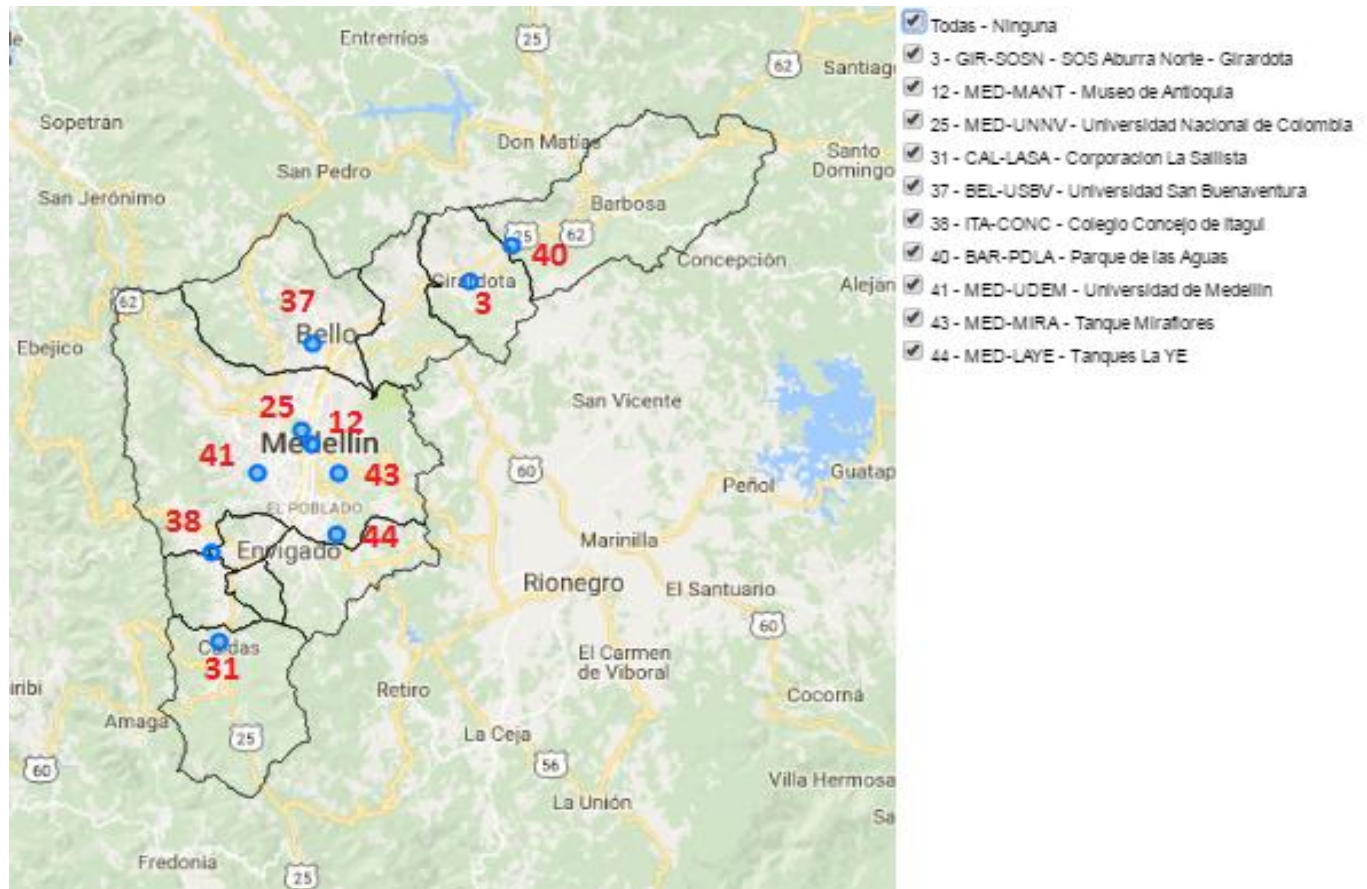 Entrerríos
25
62
Santiag
Sopetrán
Don Matías
Santo
Domingo
San Pedro
San Jerónimo
Barbosa
25
62
40
Concepción
Girardota
3
Alejan
62
37
Bello
Ebejico
San Vicente
25
12
Medellín
41
43
60
Guatap
Peñol
EL POBLADO
38
44
Envigado
Marinilla
Rionegro
El Santuario
60
Caldas
31
El Carmen
de Viboral
iribi
Retiro
Cocorná
Amagá
25
La Ceja
60
56
Villa Hermosa
La Unión
Sa
Fredonia
25
Todas - Ninguna
3 - GIR-SOSN - SOS Aburra Norte - Girardota
12 - MED-MANT - Museo de Antioquia
25 - MED-UNNV - Universidad Nacional de Colombia
31 - CAL-LASA - Corporacion La Sallista
37 - BEL-USBV - Universidad San Buenaventura
38 - ITA-CONC - Colegio Concejo de Itagui
40 - BAR-PDLA - Parque de las Aguas
41 - MED-UDEM - Universidad de Medellin
43 - MED-MIRA - Tanque Miraflores
44 - MED-LAYE - Tanques La YE